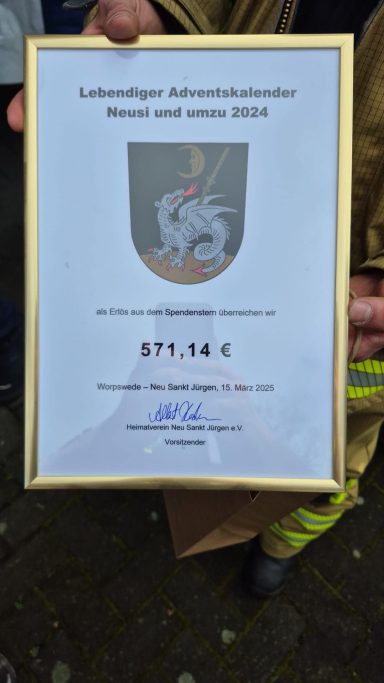 Lebendiger Adventskalender
Neusi und umzu 2024
als Erlös aus dem Spendenstern überreichen wir
571,14 €
Worpswede – Neu Sankt Jürgen, 15. März 2025
Heimatverein Neu Sankt Jürgen e.V.
Vorsitzender